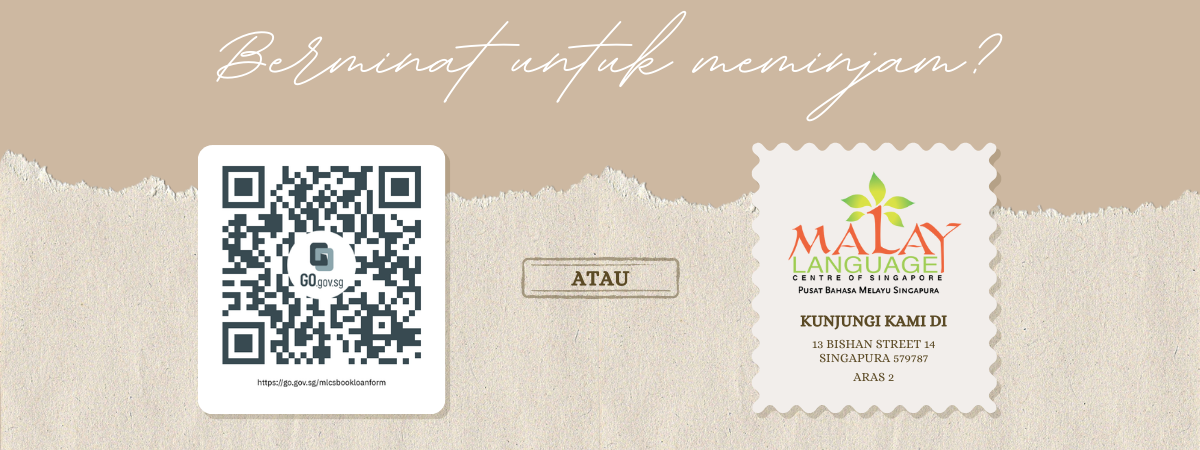 Berminat untuk meminjam?
GO.gov.sg
https://go.gov.sg/mlcsbookloanform
ATAU
MALAY
LANGUAGE
CENTRE OF SINGAPORE
PUSAT BAHASA MELAYU SINGAPURA
KUNJUNGI KAMI DI
13 BISHAN STREET 14
SINGAPURA 579787
ARAS 2